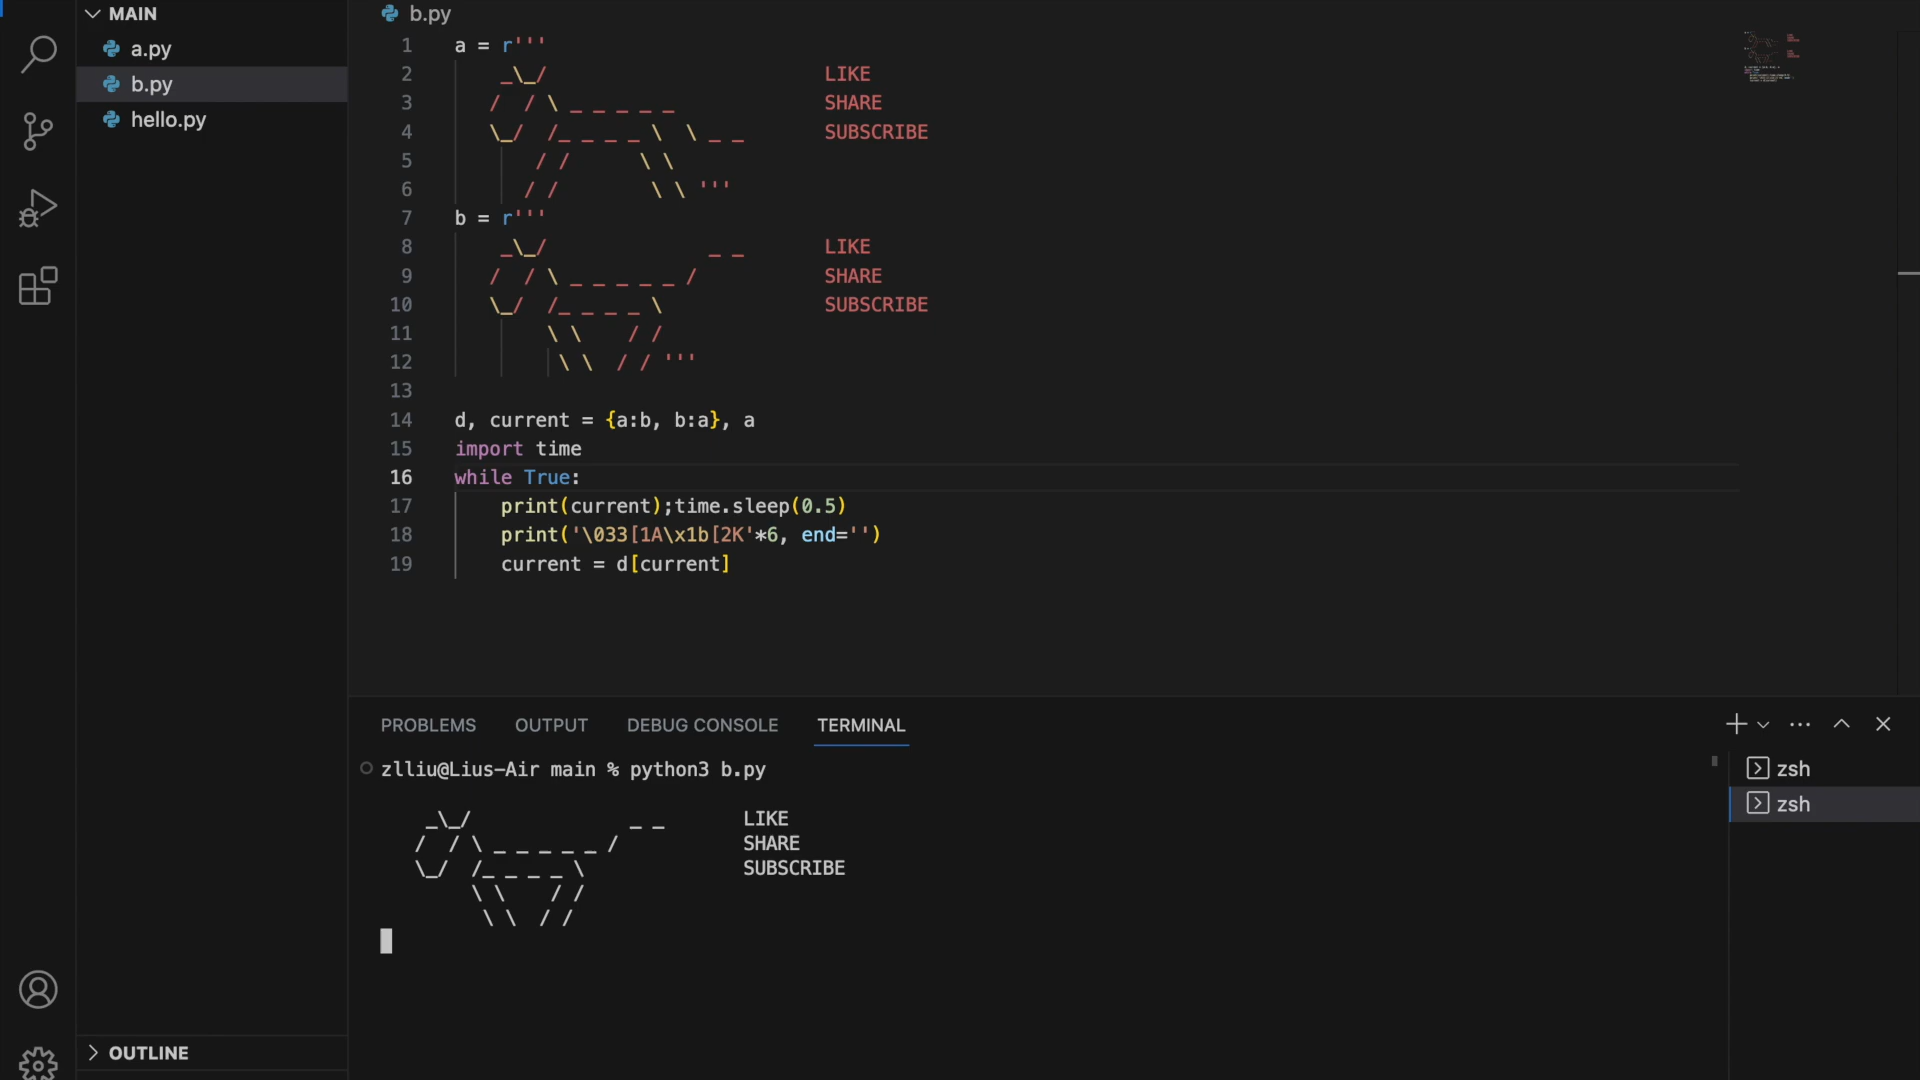 MAIN
a.py
b.py
hello.py
b.py
1 a = r'''
2     _\_/                        LIKE
3    /  / \ _ _ _ _ _             SHARE
4    \_/  /_ _ _ _ \  \ _ _       SUBSCRIBE
5        / /      \ \
6       / /        \ \ '''
7 b = r'''
8     _\_/              _ _       LIKE
9    /  / \ _ _ _ _ _ /           SHARE
10   \_/  /_ _ _ _ \              SUBSCRIBE
11        \ \    / /
12         \ \  / / '''
13
14 d, current = {a:b, b:a}, a
15 import time
16 while True:
17     print(current);time.sleep(0.5)
18     print('\033[1A\x1b[2K'*6, end='')
19     current = d[current]
PROBLEMS OUTPUT DEBUG CONSOLE TERMINAL
zlliu@Lius-Air main % python3 b.py
    _\_/              _ _       LIKE
   /  / \ _ _ _ _ _ /           SHARE
   \_/  /_ _ _ _ \              SUBSCRIBE
        \ \    / /
         \ \  / /
zsh
zsh
OUTLINE